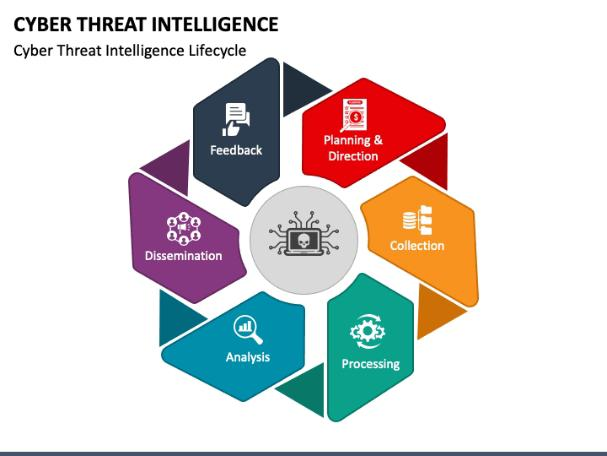 CYBER THREAT INTELLIGENCE
Cyber Threat Intelligence Lifecycle
Planning &
Direction
Collection
Processing
Analysis
Dissemination
Feedback